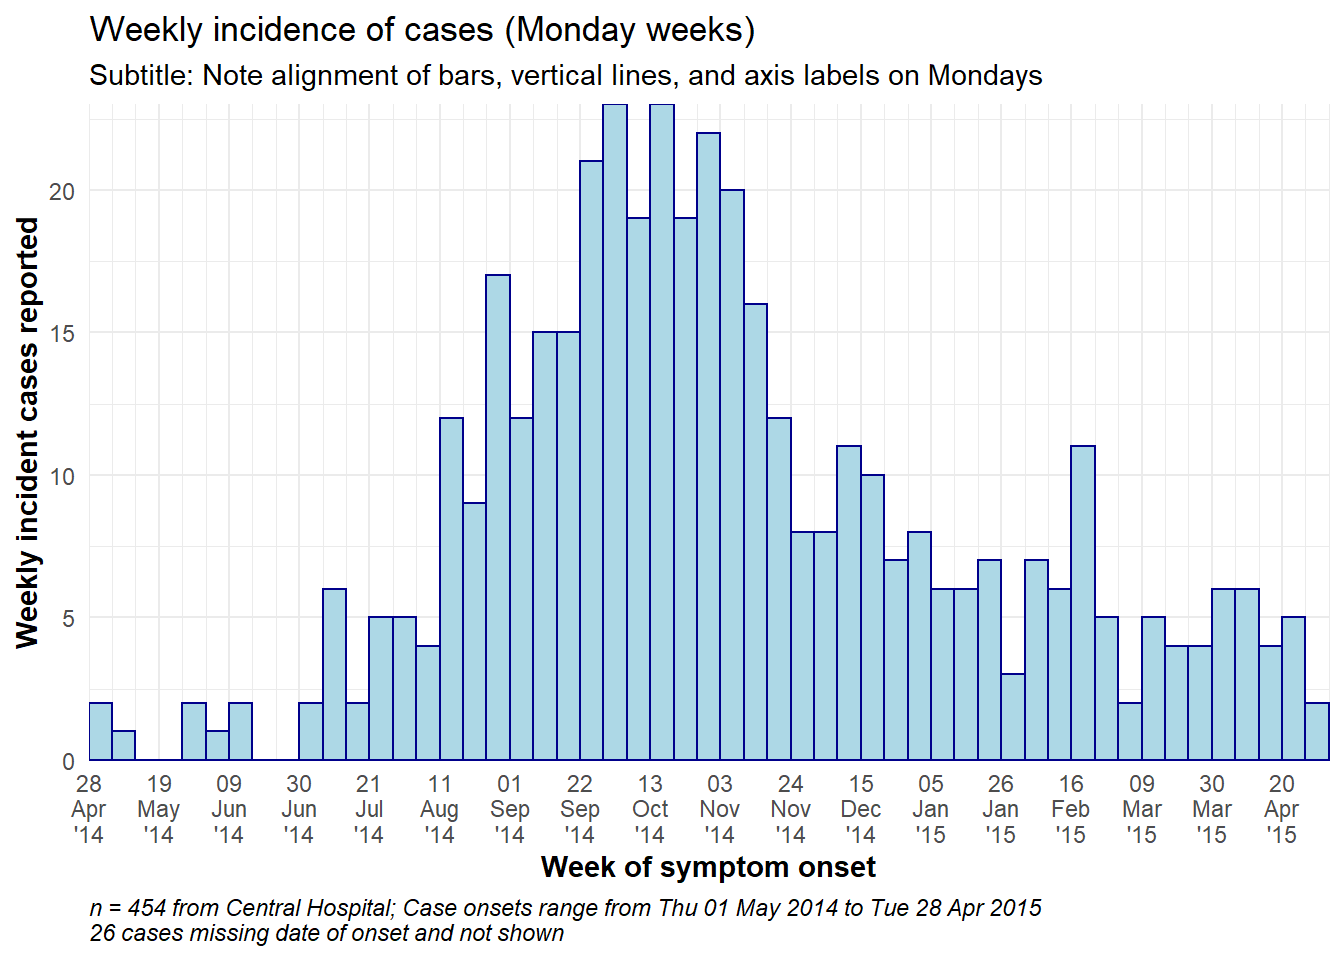 Weekly incidence of cases (Monday weeks)
Subtitle: Note alignment of bars, vertical lines, and axis labels on Mondays
Weekly incident cases reported
20
15
10
5
0
28 19 09 30 21 11 01 22 13 03 24 15 05 26 16 09 30 20
Apr May Jun Jun Jul Aug Sep Sep Oct Nov Nov Dec Jan Jan Feb Mar Mar Apr
'14 '14 '14 '14 '14 '14 '14 '14 '14 '14 '14 '14 '15 '15 '15 '15 '15 '15
Week of symptom onset
n = 454 from Central Hospital; Case onsets range from Thu 01 May 2014 to Tue 28 Apr 2015
26 cases missing date of onset and not shown